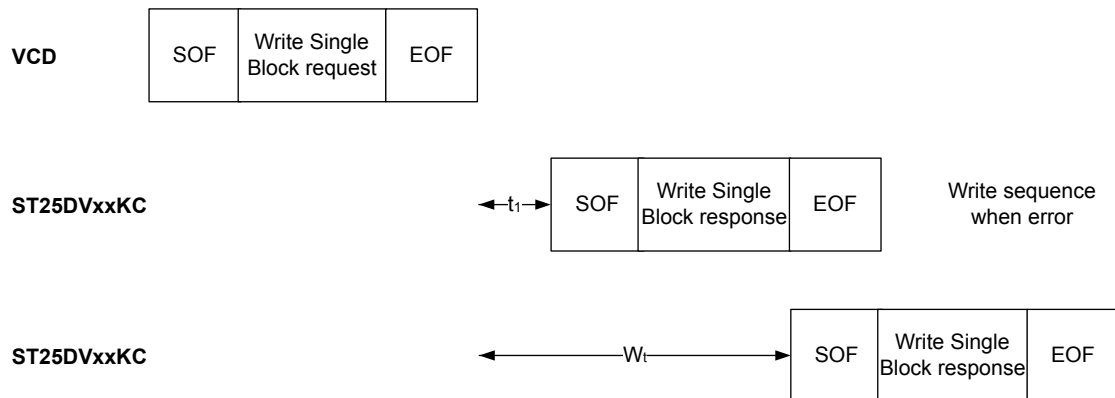 VCD
SOF
Write Single
Block request
EOF
ST25DVxxKC
t1
SOF
Write Single
Block response
EOF
Write sequence
when error
ST25DVxxKC
Wt
SOF
Write Single
Block response
EOF